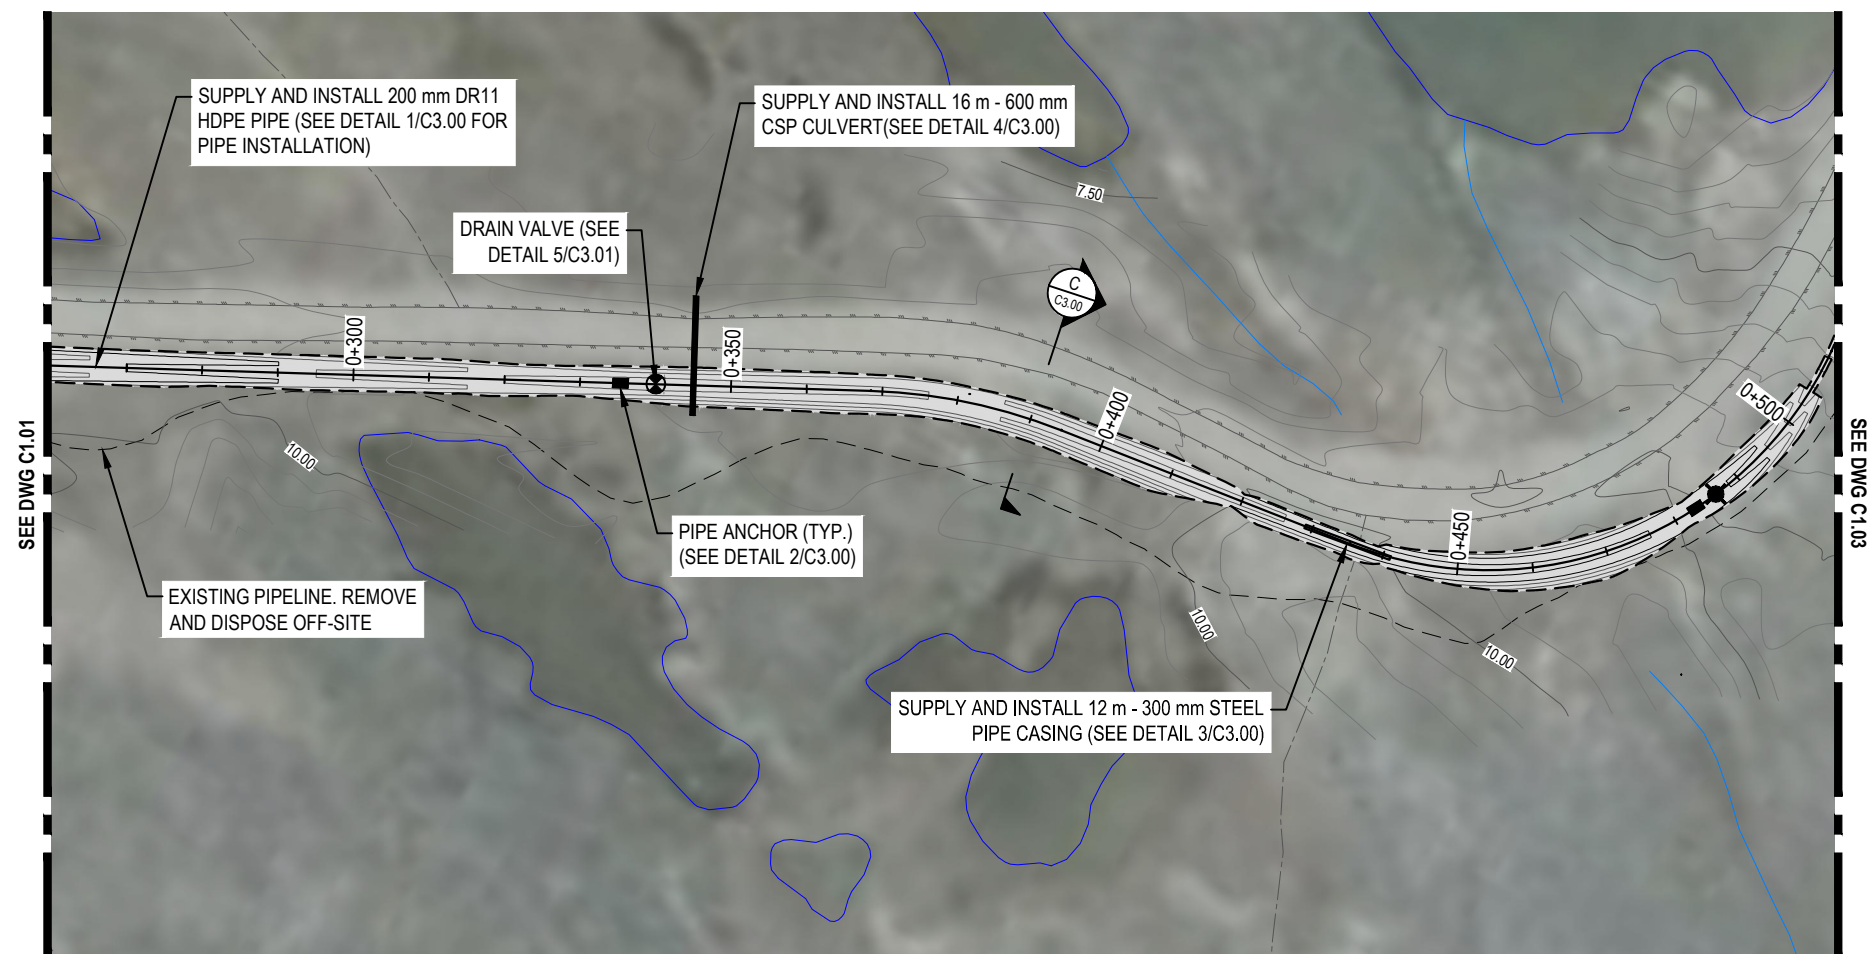 SUPPLY AND INSTALL 200 mm DR11
HDPE PIPE (SEE DETAIL 1/C3.00 FOR
PIPE INSTALLATION)
SUPPLY AND INSTALL 16 m - 600 mm
CSP CULVERT(SEE DETAIL 4/C3.00)
7.50
DRAIN VALVE (SEE
DETAIL 5/C3.01)
C
C3.00
0+300
0+350
0+400
0+450
0+500
SEE DWG C1.01
SEE DWG C1.03
10.00
PIPE ANCHOR (TYP.)
(SEE DETAIL 2/C3.00)
EXISTING PIPELINE. REMOVE
AND DISPOSE OFF-SITE
10.00
10.00
SUPPLY AND INSTALL 12 m - 300 mm STEEL
PIPE CASING (SEE DETAIL 3/C3.00)